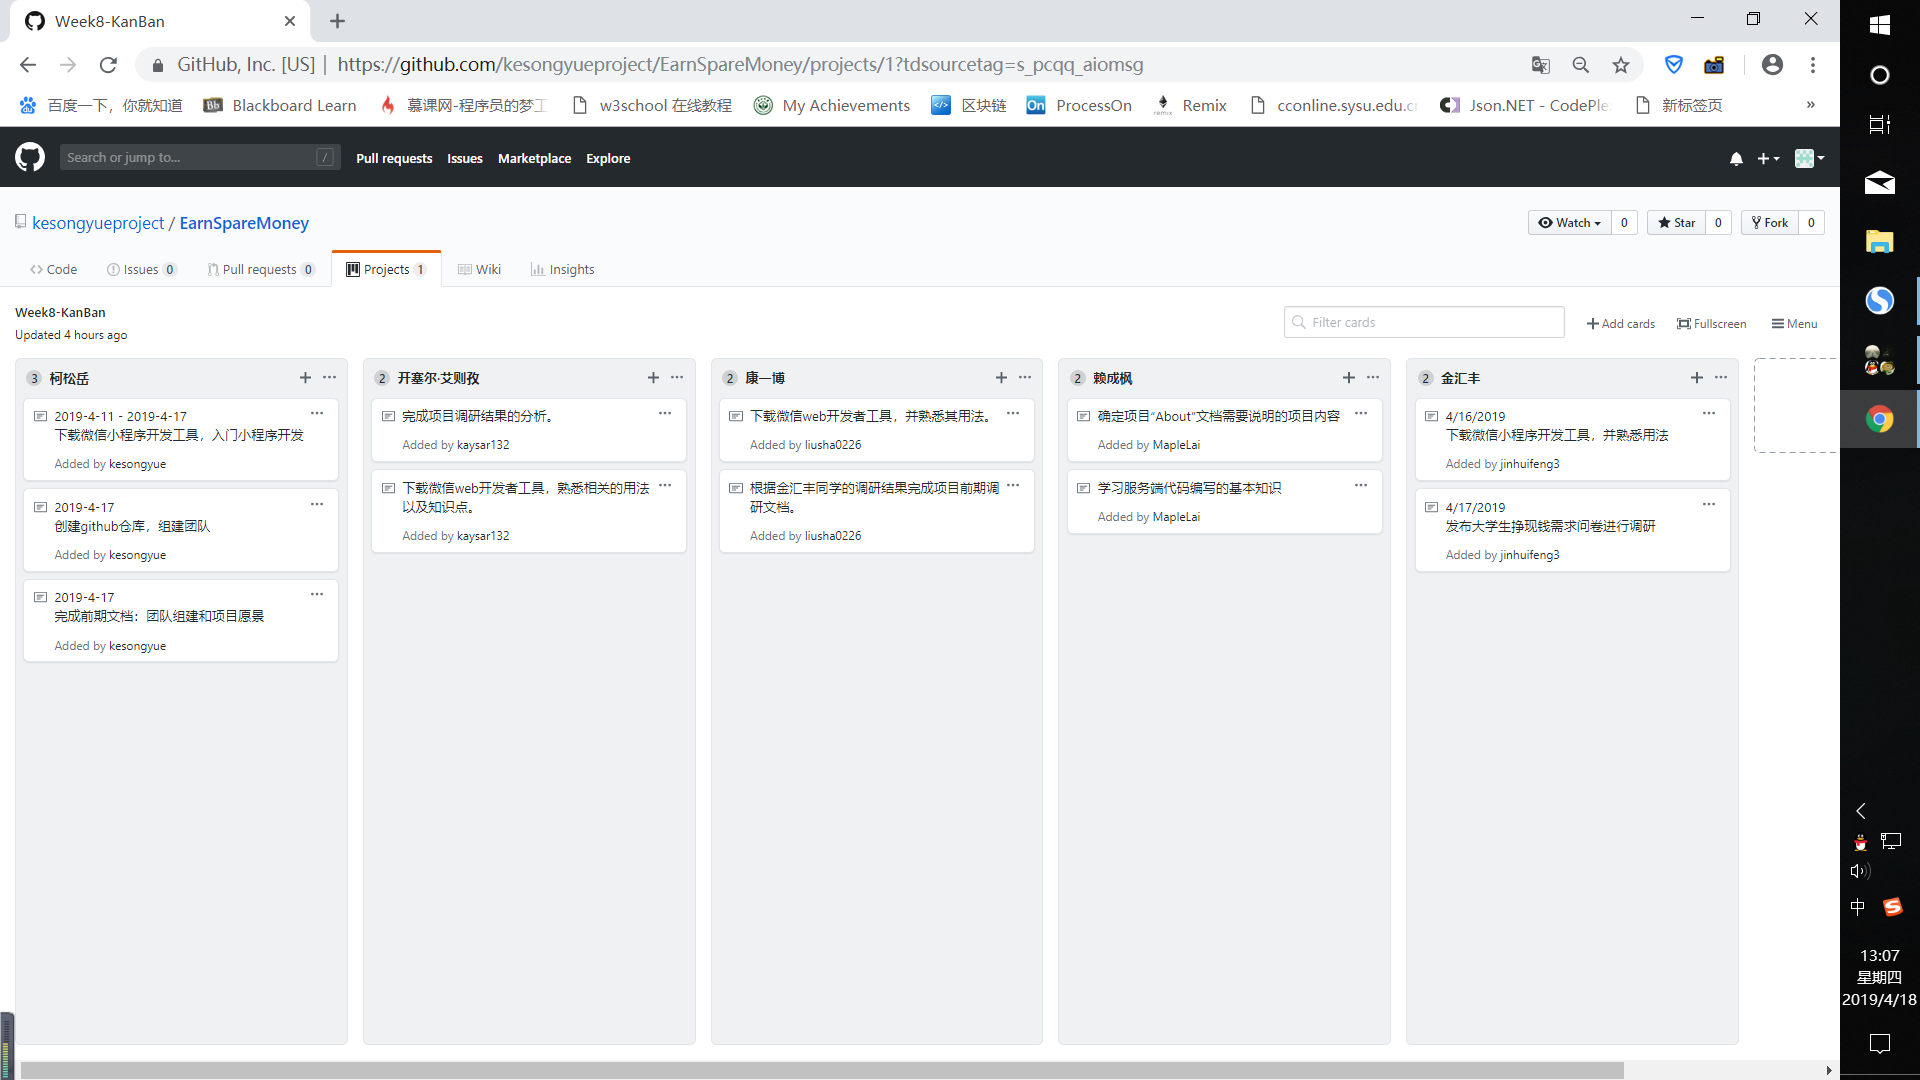 Week8-KanBan
GitHub, Inc. [US] | https://github.com/kesongyueproject/EarnSpareMoney/projects/1?tdsourcetag=s_pcqq_aiomsg
百度一下，你就知道 Bb Blackboard Learn 慕课网-程序员的梦工 w3school 在线教程 My Achievements 区块链 On ProcessOn Remix cconline.sysu.edu.cn Json.NET - CodePle 新标签页 »
Search or jump to... / Pull requests Issues Marketplace Explore
kesongyueproject / EarnSpareMoney Watch 0 Star 0 Fork 0
Code Issues 0 Pull requests 0 Projects 1 Wiki Insights
Week8-KanBan
Updated 4 hours ago
Filter cards Add cards Fullscreen Menu
3 柯松岳
2019-4-11 - 2019-4-17
下载微信小程序开发工具，入门小程序开发
Added by kesongyue
2019-4-17
创建github仓库，组建团队
Added by kesongyue
2019-4-17
完成前期文档：团队组建和项目愿景
Added by kesongyue
2 开塞尔·艾则孜
完成项目调研结果的分析。
Added by kaysar132
下载微信web开发者工具，熟悉相关的用法
以及知识点。
Added by kaysar132
2 康一博
下载微信web开发者工具，并熟悉其用法。
Added by liusha0226
根据金汇丰同学的调研结果完成项目前期调
研文档。
Added by liusha0226
2 赖成枫
确定项目“About”文档需要说明的项目内容
Added by MapleLai
学习服务端代码编写的基本知识
Added by MapleLai
2 金汇丰
4/16/2019
下载微信小程序开发工具，并熟悉用法
Added by jinhuifeng3
4/17/2019
发布大学生挣现钱需求问卷进行调研
Added by jinhuifeng3
中
13:07
星期四
2019/4/18